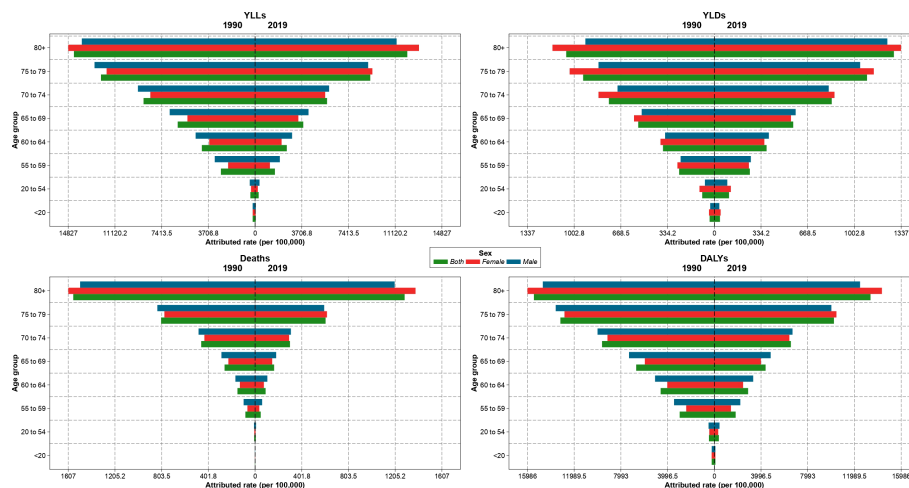 YLLs
1990 2019
Age group
80+
75 to 79
70 to 74
65 to 69
60 to 64
55 to 59
20 to 54
<20
14827 11120.2 7413.5 3706.8 0 3706.8 7413.5 11120.2 14827
Attributed rate (per 100,000)
YLDs
1990 2019
Age group
80+
75 to 79
70 to 74
65 to 69
60 to 64
55 to 59
20 to 54
<20
1337 1002.8 668.5 334.2 0 334.2 668.5 1002.8 1337
Attributed rate (per 100,000)
Sex
Both Female Male
Deaths
1990 2019
Age group
80+
75 to 79
70 to 74
65 to 69
60 to 64
55 to 59
20 to 54
<20
1607 1205.2 803.5 401.8 0 401.8 803.5 1205.2 1607
Attributed rate (per 100,000)
DALYs
1990 2019
Age group
80+
75 to 79
70 to 74
65 to 69
60 to 64
55 to 59
20 to 54
<20
15986 11989.5 7993 3996.5 0 3996.5 7993 11989.5 15986
Attributed rate (per 100,000)